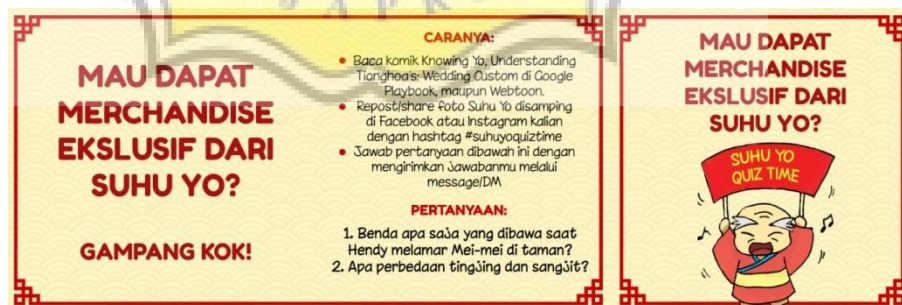 MAU DAPAT
MERCHANDISE
EKSLUSIF DARI
SUHU YO?
GAMPANG KOK!
CARANYA:
• Baca komik Knowing Yo, Understanding
Tionghoa's: Wedding Custom di Google
Playbook, maupun Webtoon.
• Repost/share foto Suhu Yo disamping
di Facebook atau Instagram kalian
dengan hashtag #suhuyoquiztime
• Jawab pertanyaan dibawah ini dengan
mengirimkan jawabanmu melalui
message/DM
PERTANYAAN:
1. Benda apa saja yang dibawa saat
Hendy melamar Mei-mei di taman?
2. Apa perbedaan tingjing dan sangjit?
MAU DAPAT
MERCHANDISE
EKSLUSIF DARI
SUHU YO?
SUHU YO
QUIZ TIME